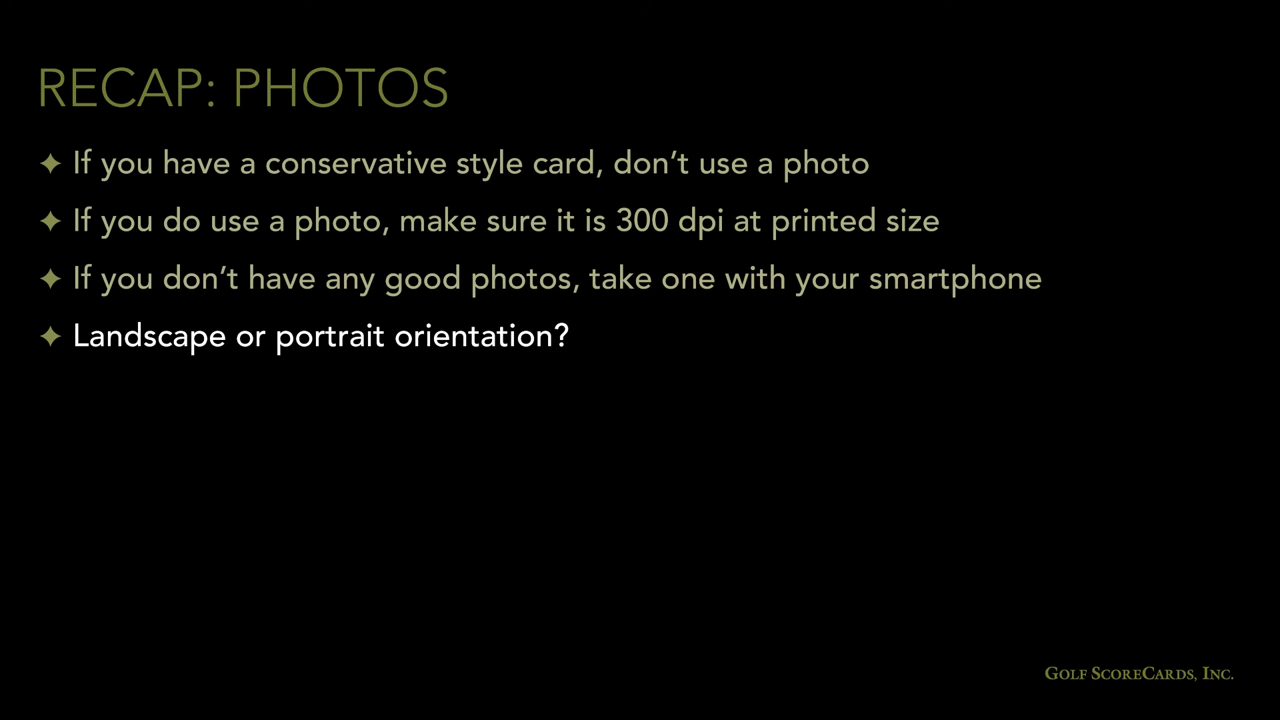 RECAP: PHOTOS
✦ If you have a conservative style card, don’t use a photo
✦ If you do use a photo, make sure it is 300 dpi at printed size
✦ If you don’t have any good photos, take one with your smartphone
✦ Landscape or portrait orientation?
Golf ScoreCards, Inc.